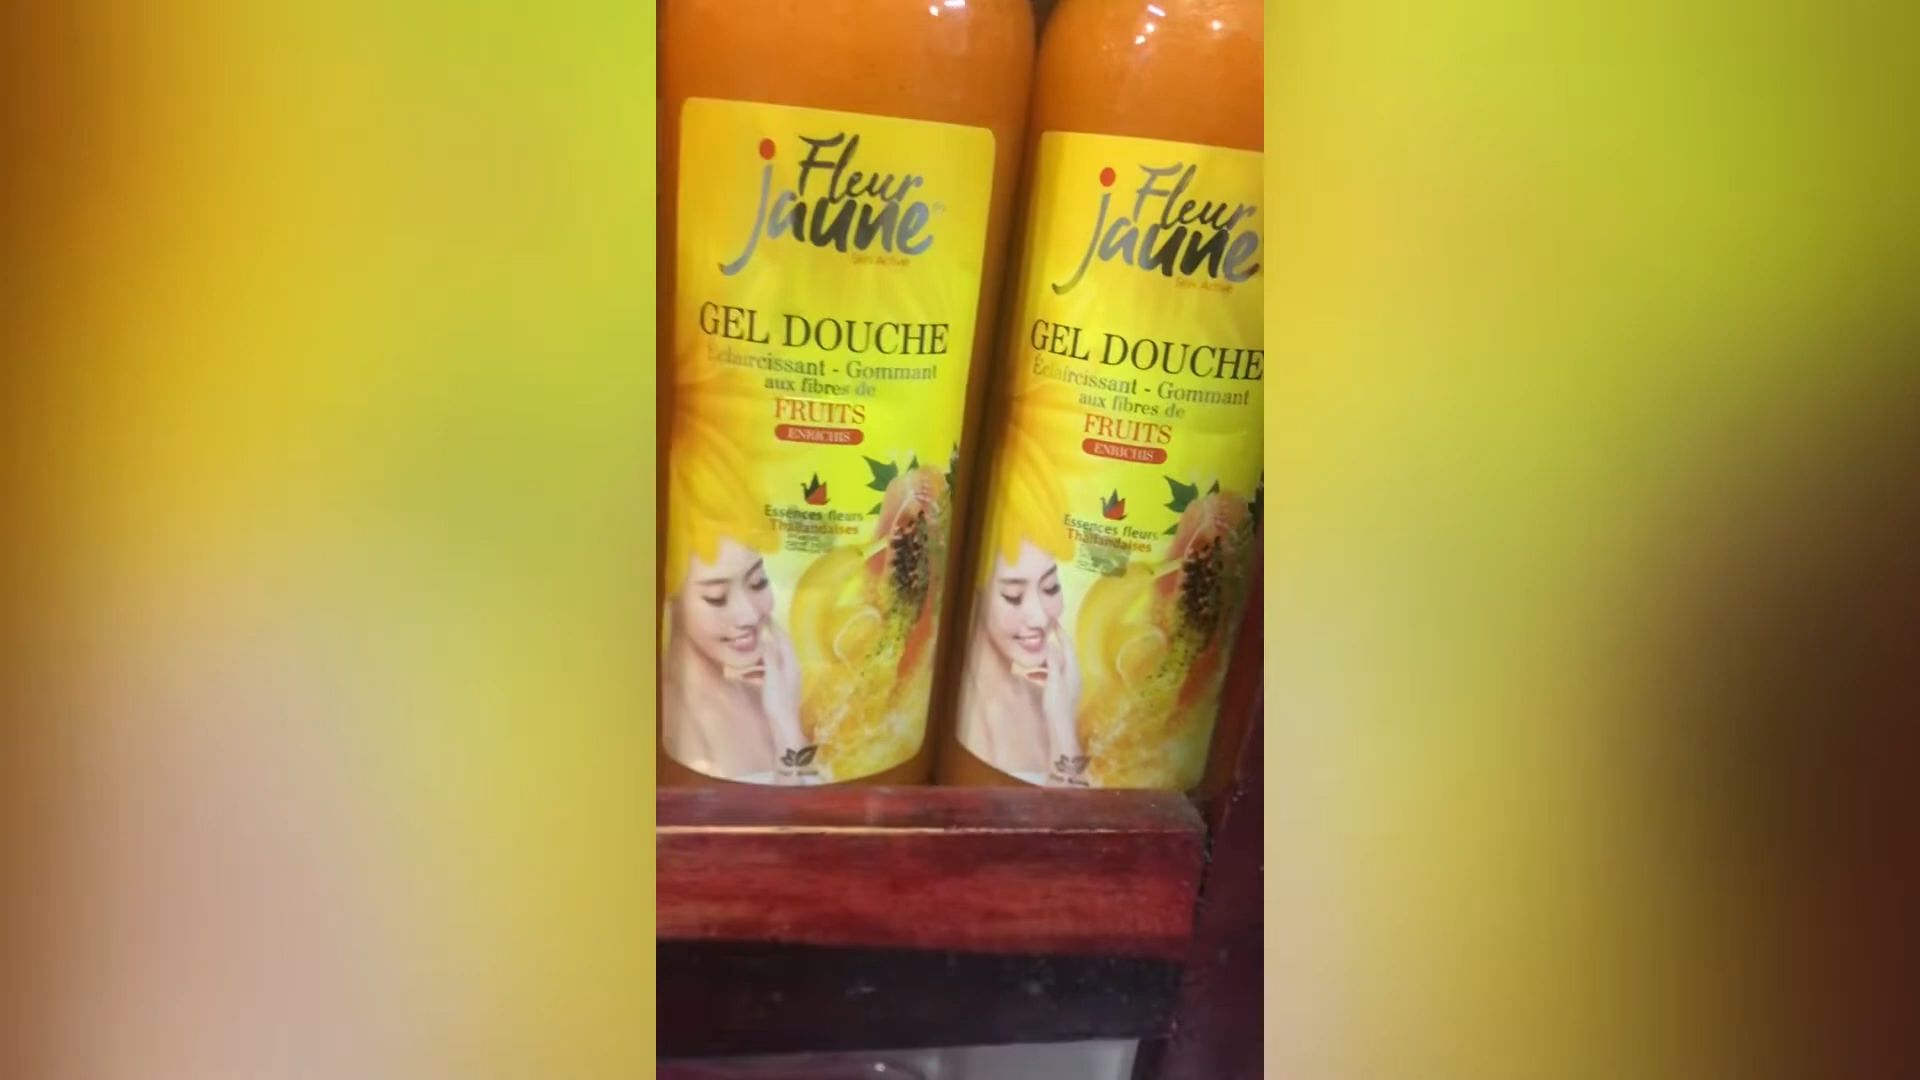 Fleur
jaune
Skin Active
GEL DOUCHE
Éclaircissant - Gommant
aux fibres de
FRUITS
ENRICHIS
Essences fleurs
Thaïlandaises
Fleur
jaune
Skin Active
GEL DOUCHE
Éclaircissant - Gommant
aux fibres de
FRUITS
ENRICHIS
Essences fleurs
Thaïlandaises